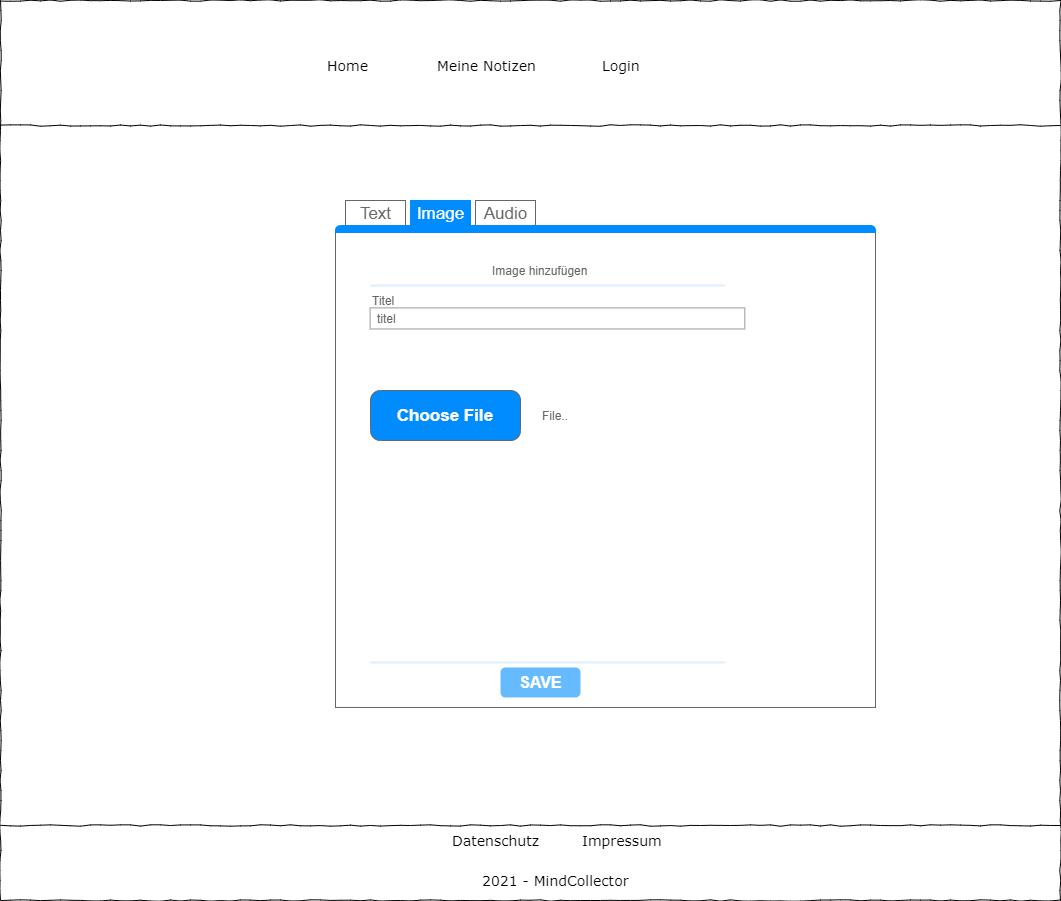 Home Meine Notizen Login
Text Image Audio
Image hinzufügen
Titel
titel
Choose File File..
SAVE
Datenschutz Impressum
2021 - MindCollector